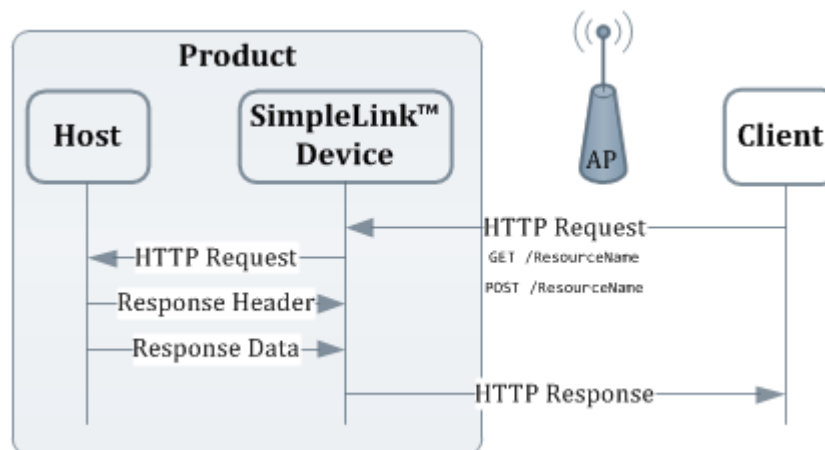 Product
Host
SimpleLink™
Device
AP
Client
HTTP Request
HTTP Request
GET /ResourceName
POST /ResourceName
Response Header
Response Data
HTTP Response